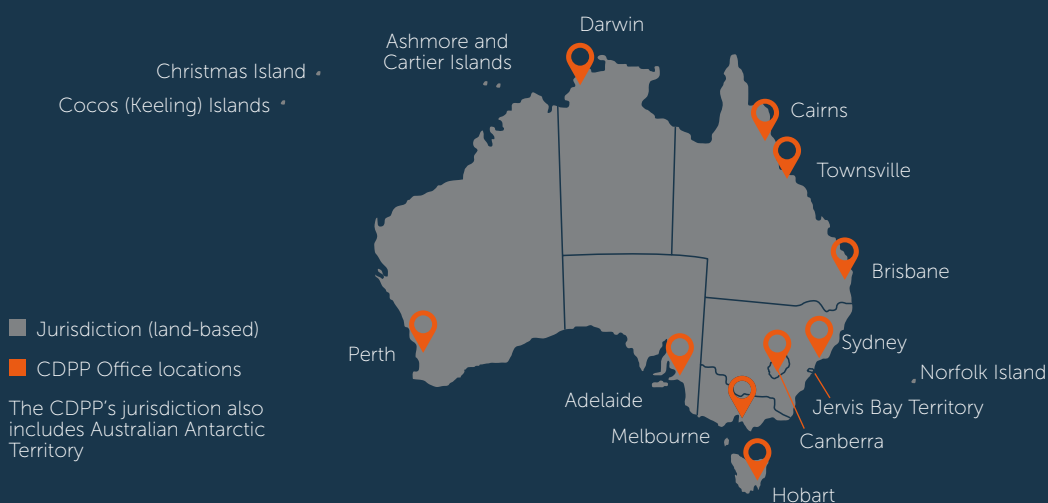 Darwin
Ashmore and
Cartier Islands
Christmas Island
Cocos (Keeling) Islands
Cairns
Townsville
Brisbane
Jurisdiction (land-based)
CDPP Office locations
The CDPP's jurisdiction also
includes Australian Antarctic
Territory
Perth
Sydney
Norfolk Island
Adelaide
Jervis Bay Territory
Melbourne
Canberra
Hobart